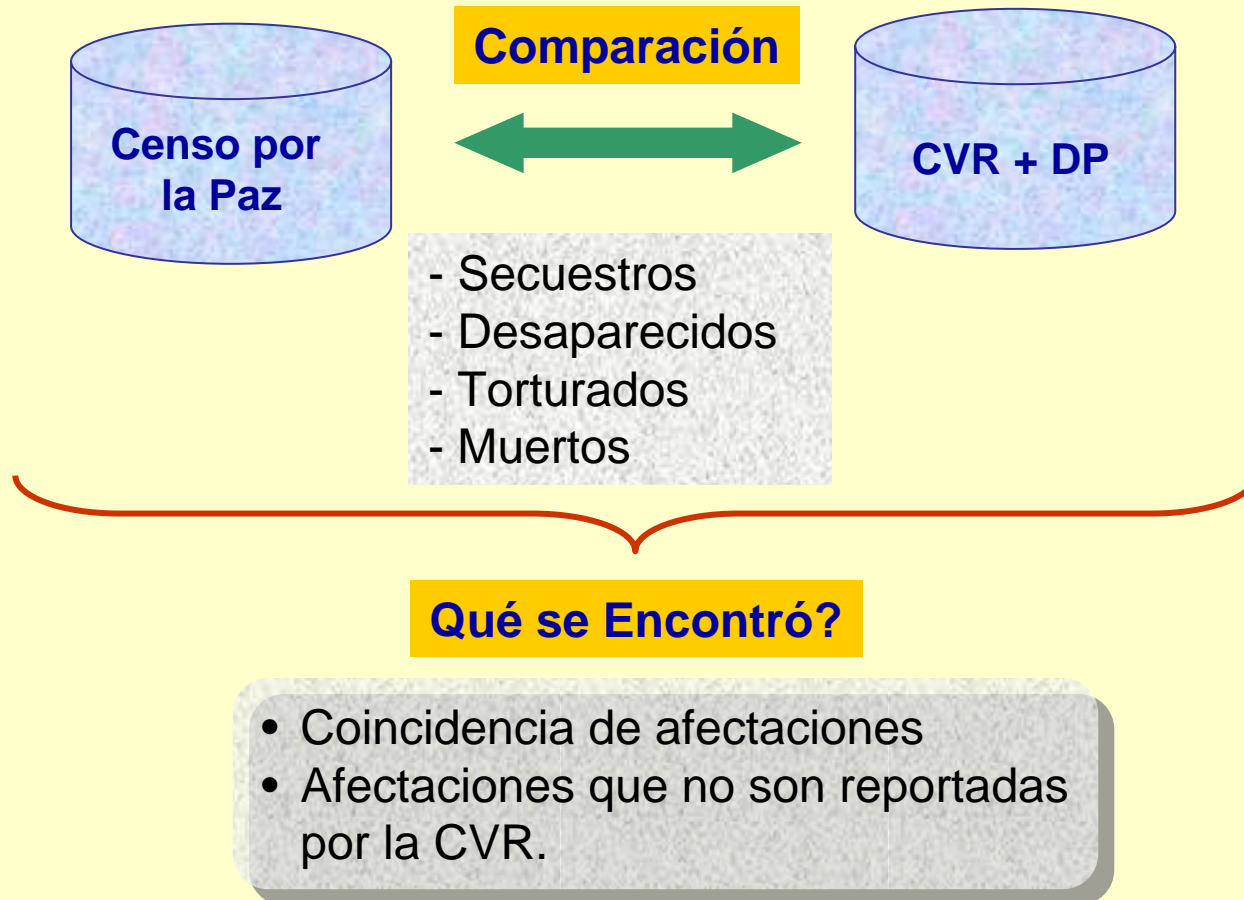 Comparación
Censo por
la Paz
CVR + DP
- Secuestros
- Desaparecidos
- Torturados
- Muertos
Qué se Encontró?
• Coincidencia de afectaciones
• Afectaciones que no son reportadas
por la CVR.